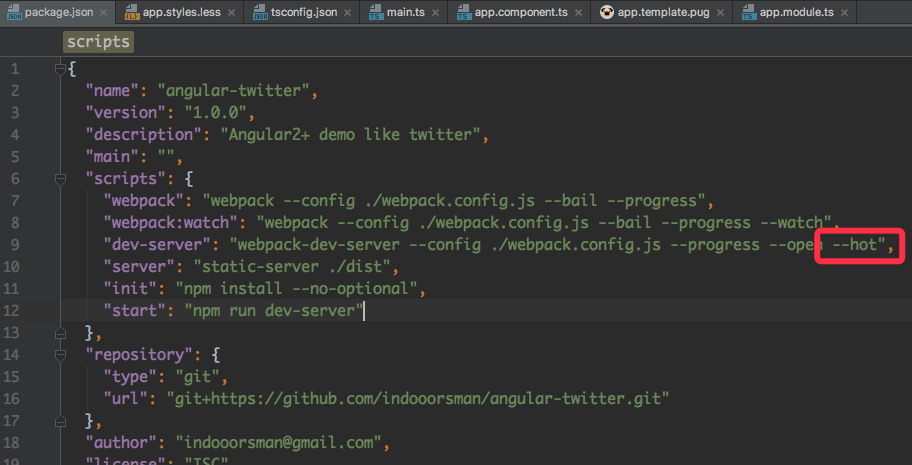 package.json × app.styles.less × tsconfig.json × main.ts × app.component.ts × app.template.pug × app.module.ts ×
scripts
1 {
2 "name": "angular-twitter",
3 "version": "1.0.0",
4 "description": "Angular2+ demo like twitter",
5 "main": "",
6 "scripts": {
7 "webpack": "webpack --config ./webpack.config.js --bail --progress",
8 "webpack:watch": "webpack --config ./webpack.config.js --bail --progress --watch",
9 "dev-server": "webpack-dev-server --config ./webpack.config.js --progress --open --hot",
10 "server": "static-server ./dist",
11 "init": "npm install --no-optional",
12 "start": "npm run dev-server"
13 },
14 "repository": {
15 "type": "git",
16 "url": "git+https://github.com/indooorsman/angular-twitter.git"
17 },
18 "author": "indooorsman@gmail.com",
19 "license": "ISC"